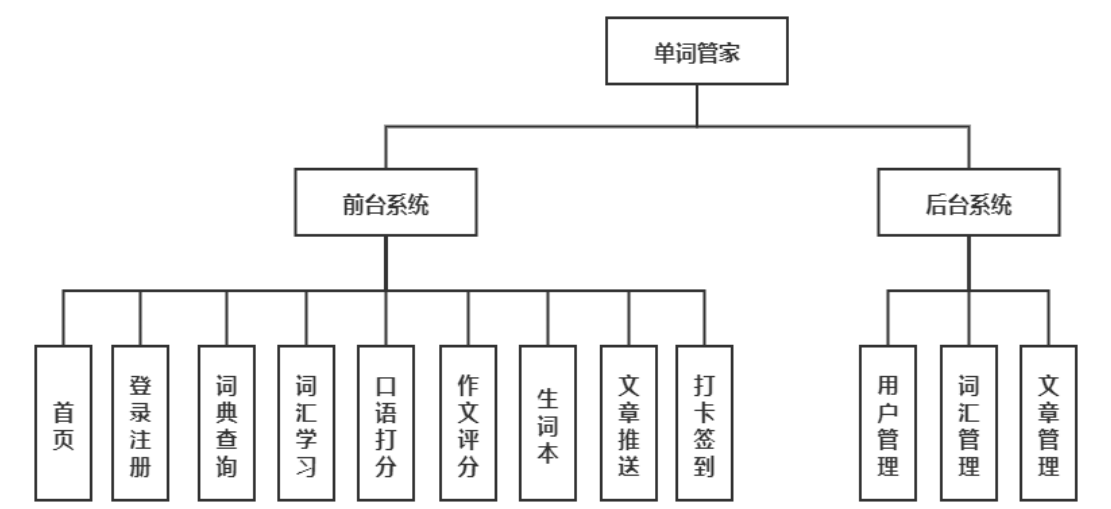 单词管家
前台系统
后台系统
首页
登录注册
词典查询
词汇学习
口语打分
作文评分
生词本
文章推送
打卡签到
用户管理
词汇管理
文章管理